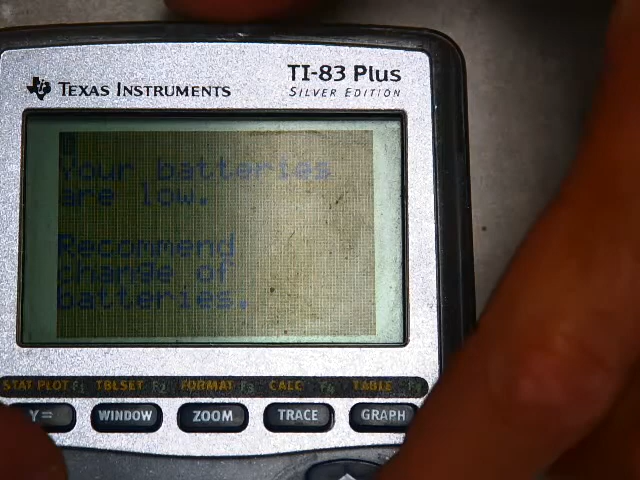 TEXAS INSTRUMENTS
TI-83 Plus
SILVER EDITION
Your batteries
are low.
Recommend
change of
batteries.
STAT PLOT F1 TBLSET F2 FORMAT F3 CALC F4 TABLE F5
Y= WINDOW ZOOM TRACE GRAPH